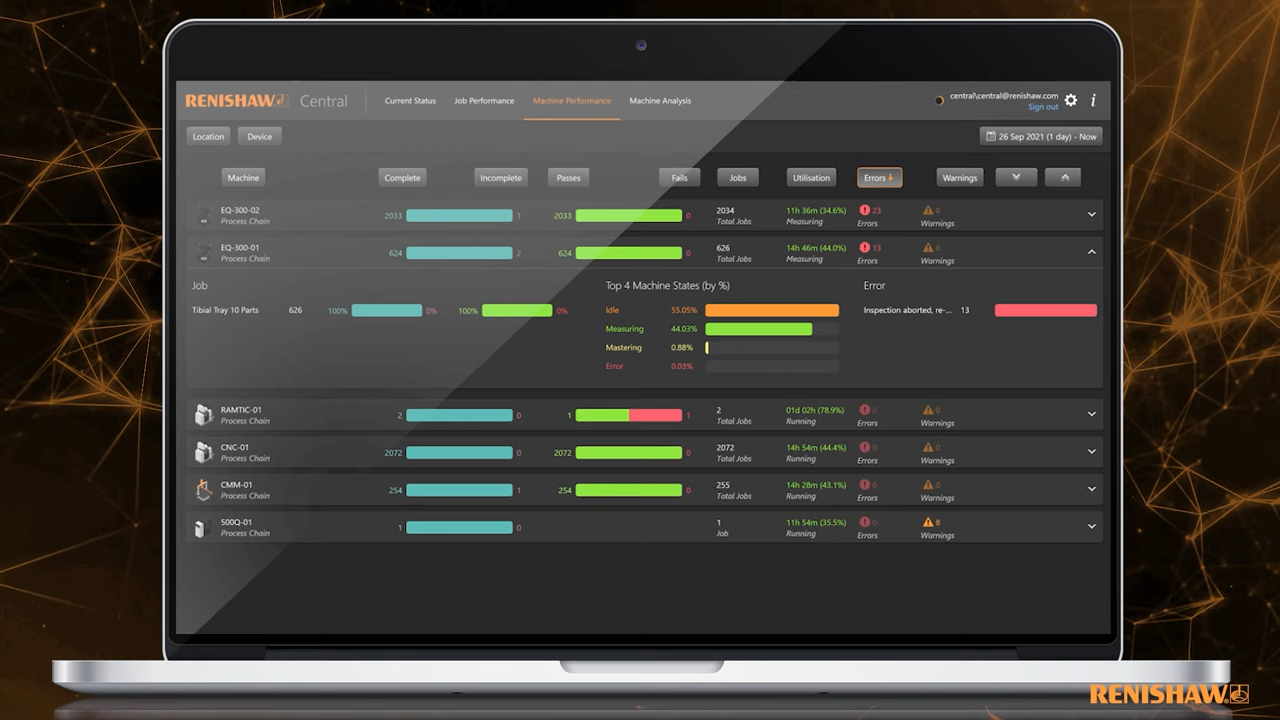 RENISHAW Central
Current Status Job Performance Machine Performance Machine Analysis
central\central@renishaw.com
Sign out
Location Device
26 Sep 2021 (1 day) - Now
Machine Complete Incomplete Passes Fails Jobs Utilisation Errors Warnings
EQ-300-02 2033 1 2033 0 2034 11h 36m (34.6%) 23 0
Process Chain Total Jobs Measuring Errors Warnings
EQ-300-01 624 2 624 0 626 14h 46m (44.0%) 13 0
Process Chain Total Jobs Measuring Errors Warnings
Job Top 4 Machine States (by %) Error
Tibial Tray 10 Parts 626 100% 0% 100% 0% Idle 55.05% Inspection aborted, re-... 13
Measuring 44.03%
Mastering 0.88%
Error 0.03%
RAMTIC-01 2 0 1 1 2 01d 02h (78.9%) 0 0
Process Chain Total Jobs Running Errors Warnings
CNC-01 2072 0 2072 0 2072 14h 54m (44.4%) 0 0
Process Chain Total Jobs Running Errors Warnings
CMM-01 254 1 254 0 255 14h 28m (43.1%) 0 0
Process Chain Total Jobs Running Errors Warnings
500Q-01 1 0 1 11h 54m (35.5%) 0 8
Process Chain Job Running Errors Warnings
RENISHAW